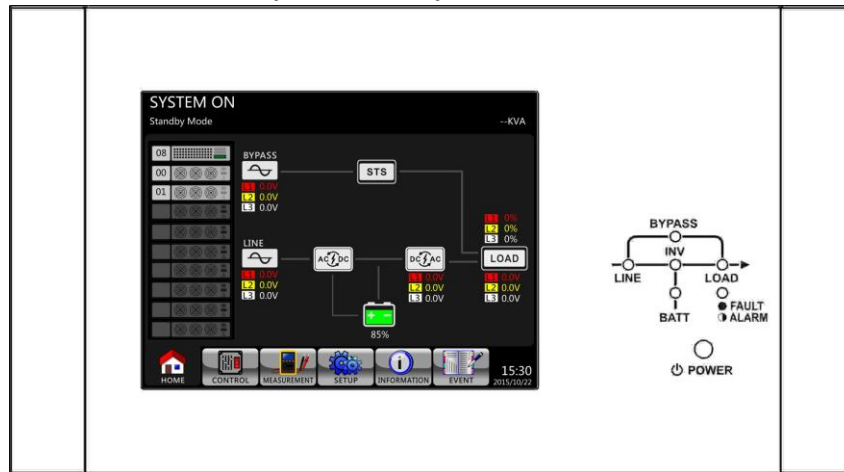 SYSTEM ON
Standby Mode
--KVA
08
00
01
BYPASS
L1 0.0V
L2 0.0V
L3 0.0V
STS
L1 0%
L2 0%
L3 0%
LINE
L1 0.0V
L2 0.0V
L3 0.0V
AC DC
DC AC
L1 0.0V
L2 0.0V
L3 0.0V
LOAD
L1 0.0V
L2 0.0V
L3 0.0V
+ -
85%
HOME
CONTROL
MEASUREMENT
SETUP
INFORMATION
EVENT
15:30
2015/10/22
BYPASS
INV
LINE
LOAD
BATT
FAULT
ALARM
POWER